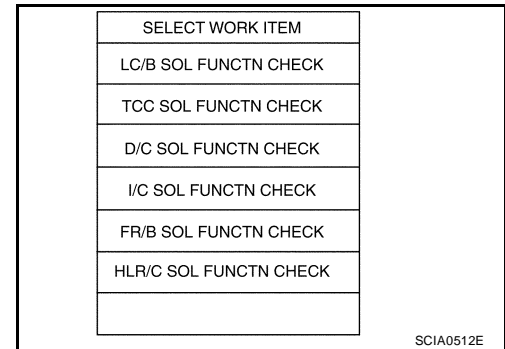 SELECT WORK ITEM
LC/B SOL FUNCTN CHECK
TCC SOL FUNCTN CHECK
D/C SOL FUNCTN CHECK
I/C SOL FUNCTN CHECK
FR/B SOL FUNCTN CHECK
HLR/C SOL FUNCTN CHECK
SCIA0512E